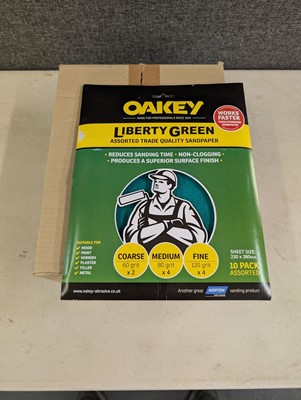 OAKEY
MADE FOR PROFESSIONALS SINCE 1833
WORKS
FASTER
LIBERTY GREEN
ASSORTED TRADE QUALITY SANDPAPER
• REDUCES SANDING TIME • NON-CLOGGING •
• PRODUCES A SUPERIOR SURFACE FINISH •
SUITABLE FOR
WOOD
PAINT
VARNISH
PLASTER
FILLER
METAL
COARSE
60 grit
x 2
MEDIUM
80 grit
x 4
FINE
120 grit
x 4
SHEET SIZE:
230 x 280mm
10 PACK
ASSORTED
www.oakey-abrasive.co.uk
Another great
NORTON
sanding product